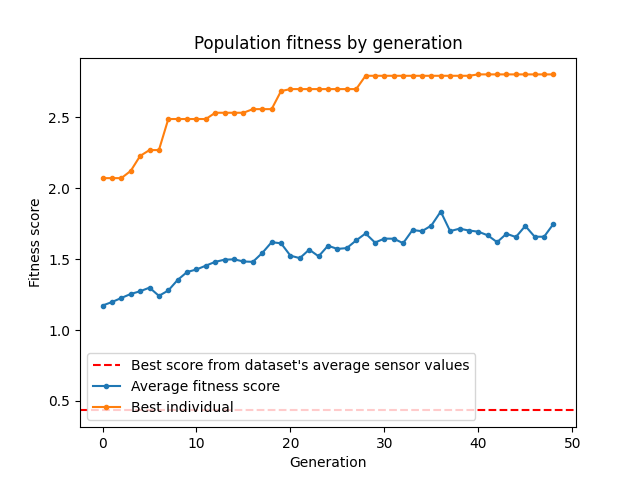 Population fitness by generation
Fitness score
2.5
2.0
1.5
1.0
0.5
Best score from dataset's average sensor values
Average fitness score
Best individual
0 10 20 30 40 50
Generation